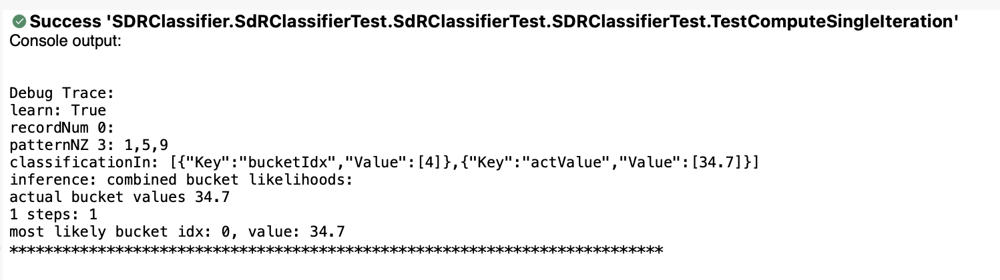 Success 'SDRClassifier.SdRClassifierTest.SdRClassifierTest.SDRClassifierTest.TestComputeSingleIteration'
Console output:
Debug Trace:
learn: True
recordNum 0:
patternNZ 3: 1,5,9
classificationIn: [{"Key":"bucketIdx","Value":[4]},{"Key":"actValue","Value":[34.7]}]
inference: combined bucket likelihoods:
actual bucket values 34.7
1 steps: 1
most likely bucket idx: 0, value: 34.7
**************************************************************************